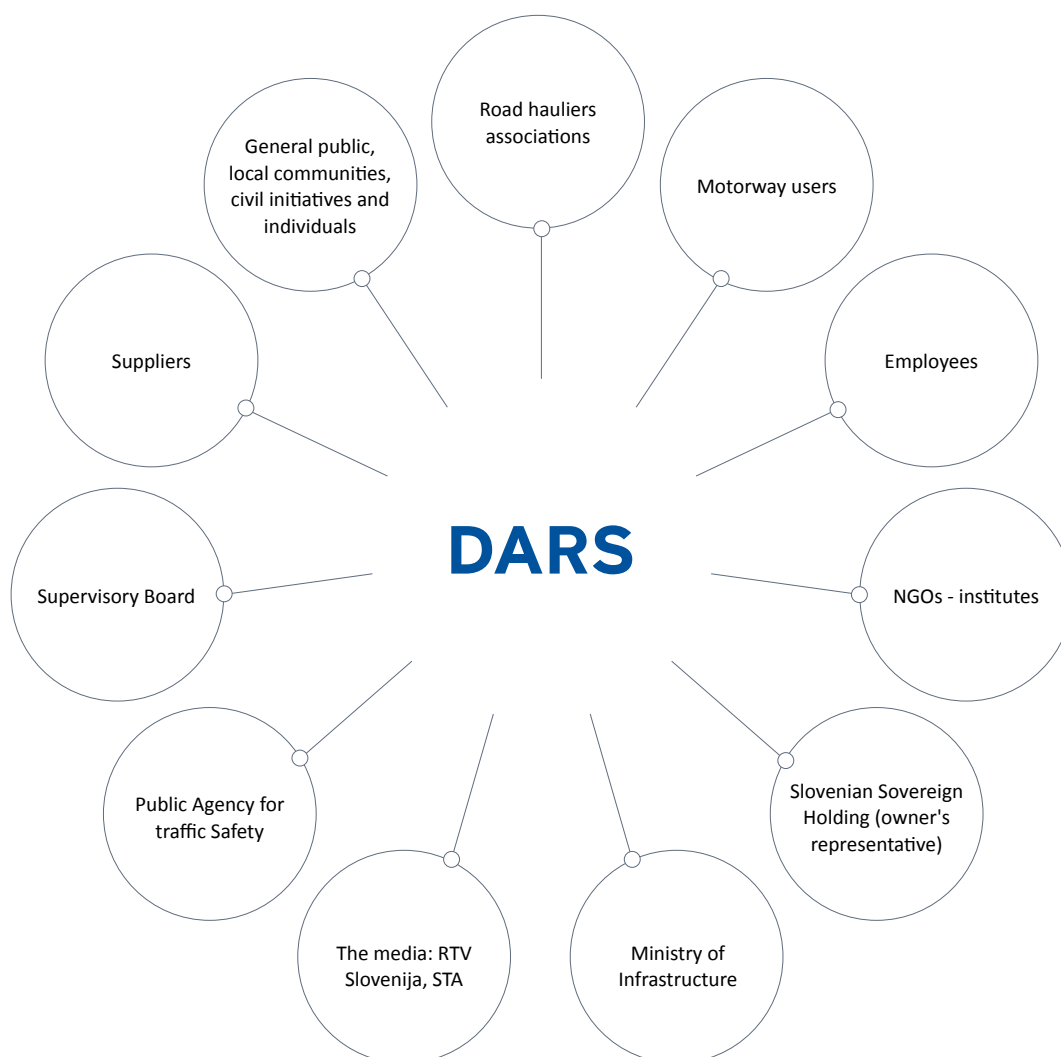 Road hauliers
associations
General public,
local communities,
civil initiatives and
individuals
Motorway users
Suppliers
Employees
DARS
Supervisory Board
NGOs - institutes
Public Agency for
traffic Safety
Slovenian Sovereign
Holding (owner's
representative)
The media: RTV
Slovenija, STA
Ministry of
Infrastructure